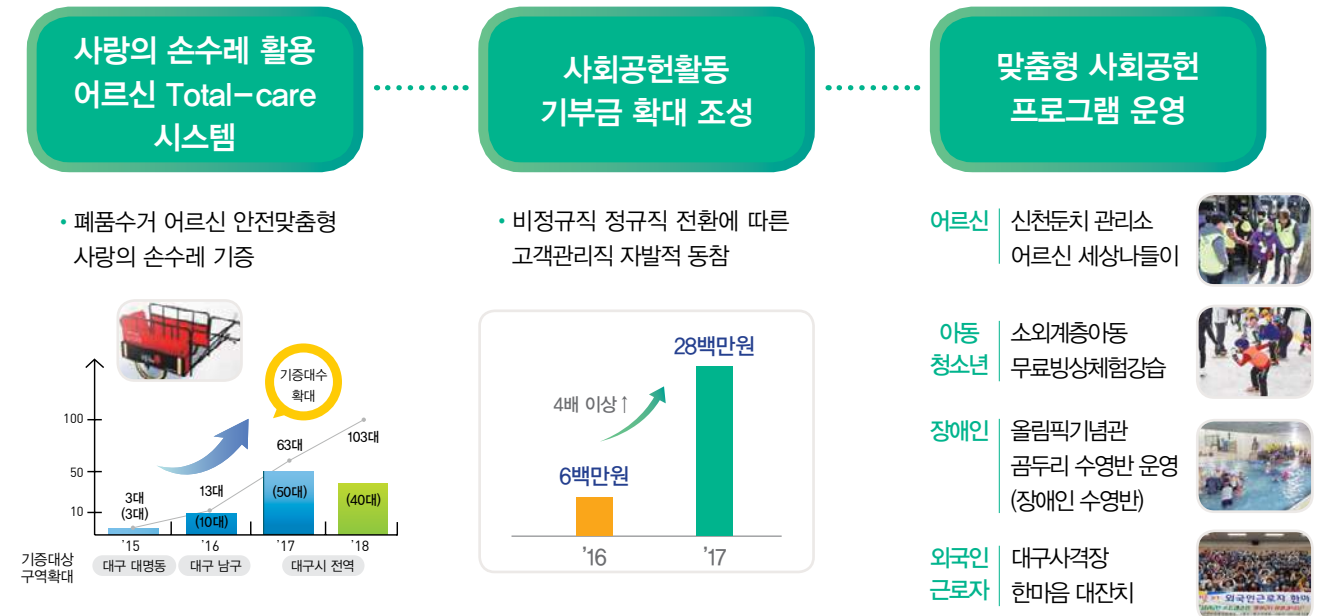 사랑의 손수레 활용
어르신 Total-care
시스템
사회공헌활동
기부금 확대 조성
맞춤형 사회공헌
프로그램 운영
• 폐품수거 어르신 안전맞춤형
사랑의 손수레 기증
기증대수
확대
100
50
10
3대
(3대)
13대
(10대)
63대
(50대)
103대
(40대)
'15
'16
'17
'18
기증대상
구역확대
대구 대명동
대구 남구
대구시 전역
• 비정규직 정규직 전환에 따른
고객관리직 자발적 동참
28백만원
4배 이상↑
6백만원
'16
'17
어르신
신천둔치 관리소
어르신 세상나들이
아동
청소년
소외계층아동
무료빙상체험강습
장애인
올림픽기념관
곰두리 수영반 운영
(장애인 수영반)
외국인
근로자
대구사격장
한마음 대잔치
외국인근로자 한마